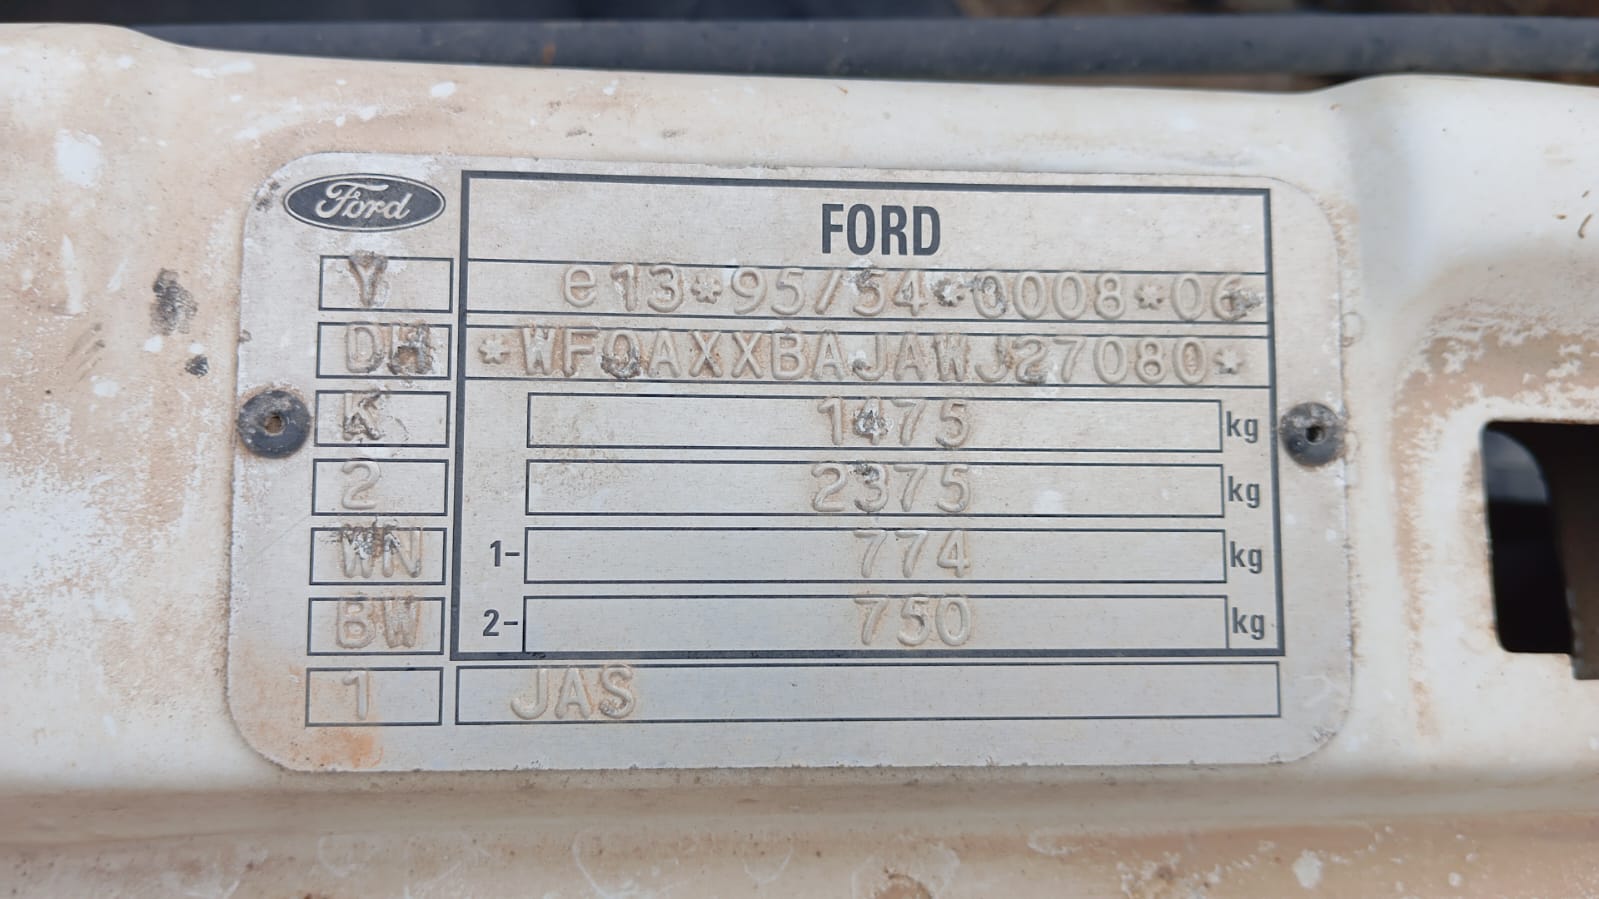 Ford
FORD
Y e13*95/54*0008*06*
DH *WF0AXXBAJAWJ27080*
K 1475 kg
2 2375 kg
WN 1- 774 kg
BW 2- 750 kg
1 JAS